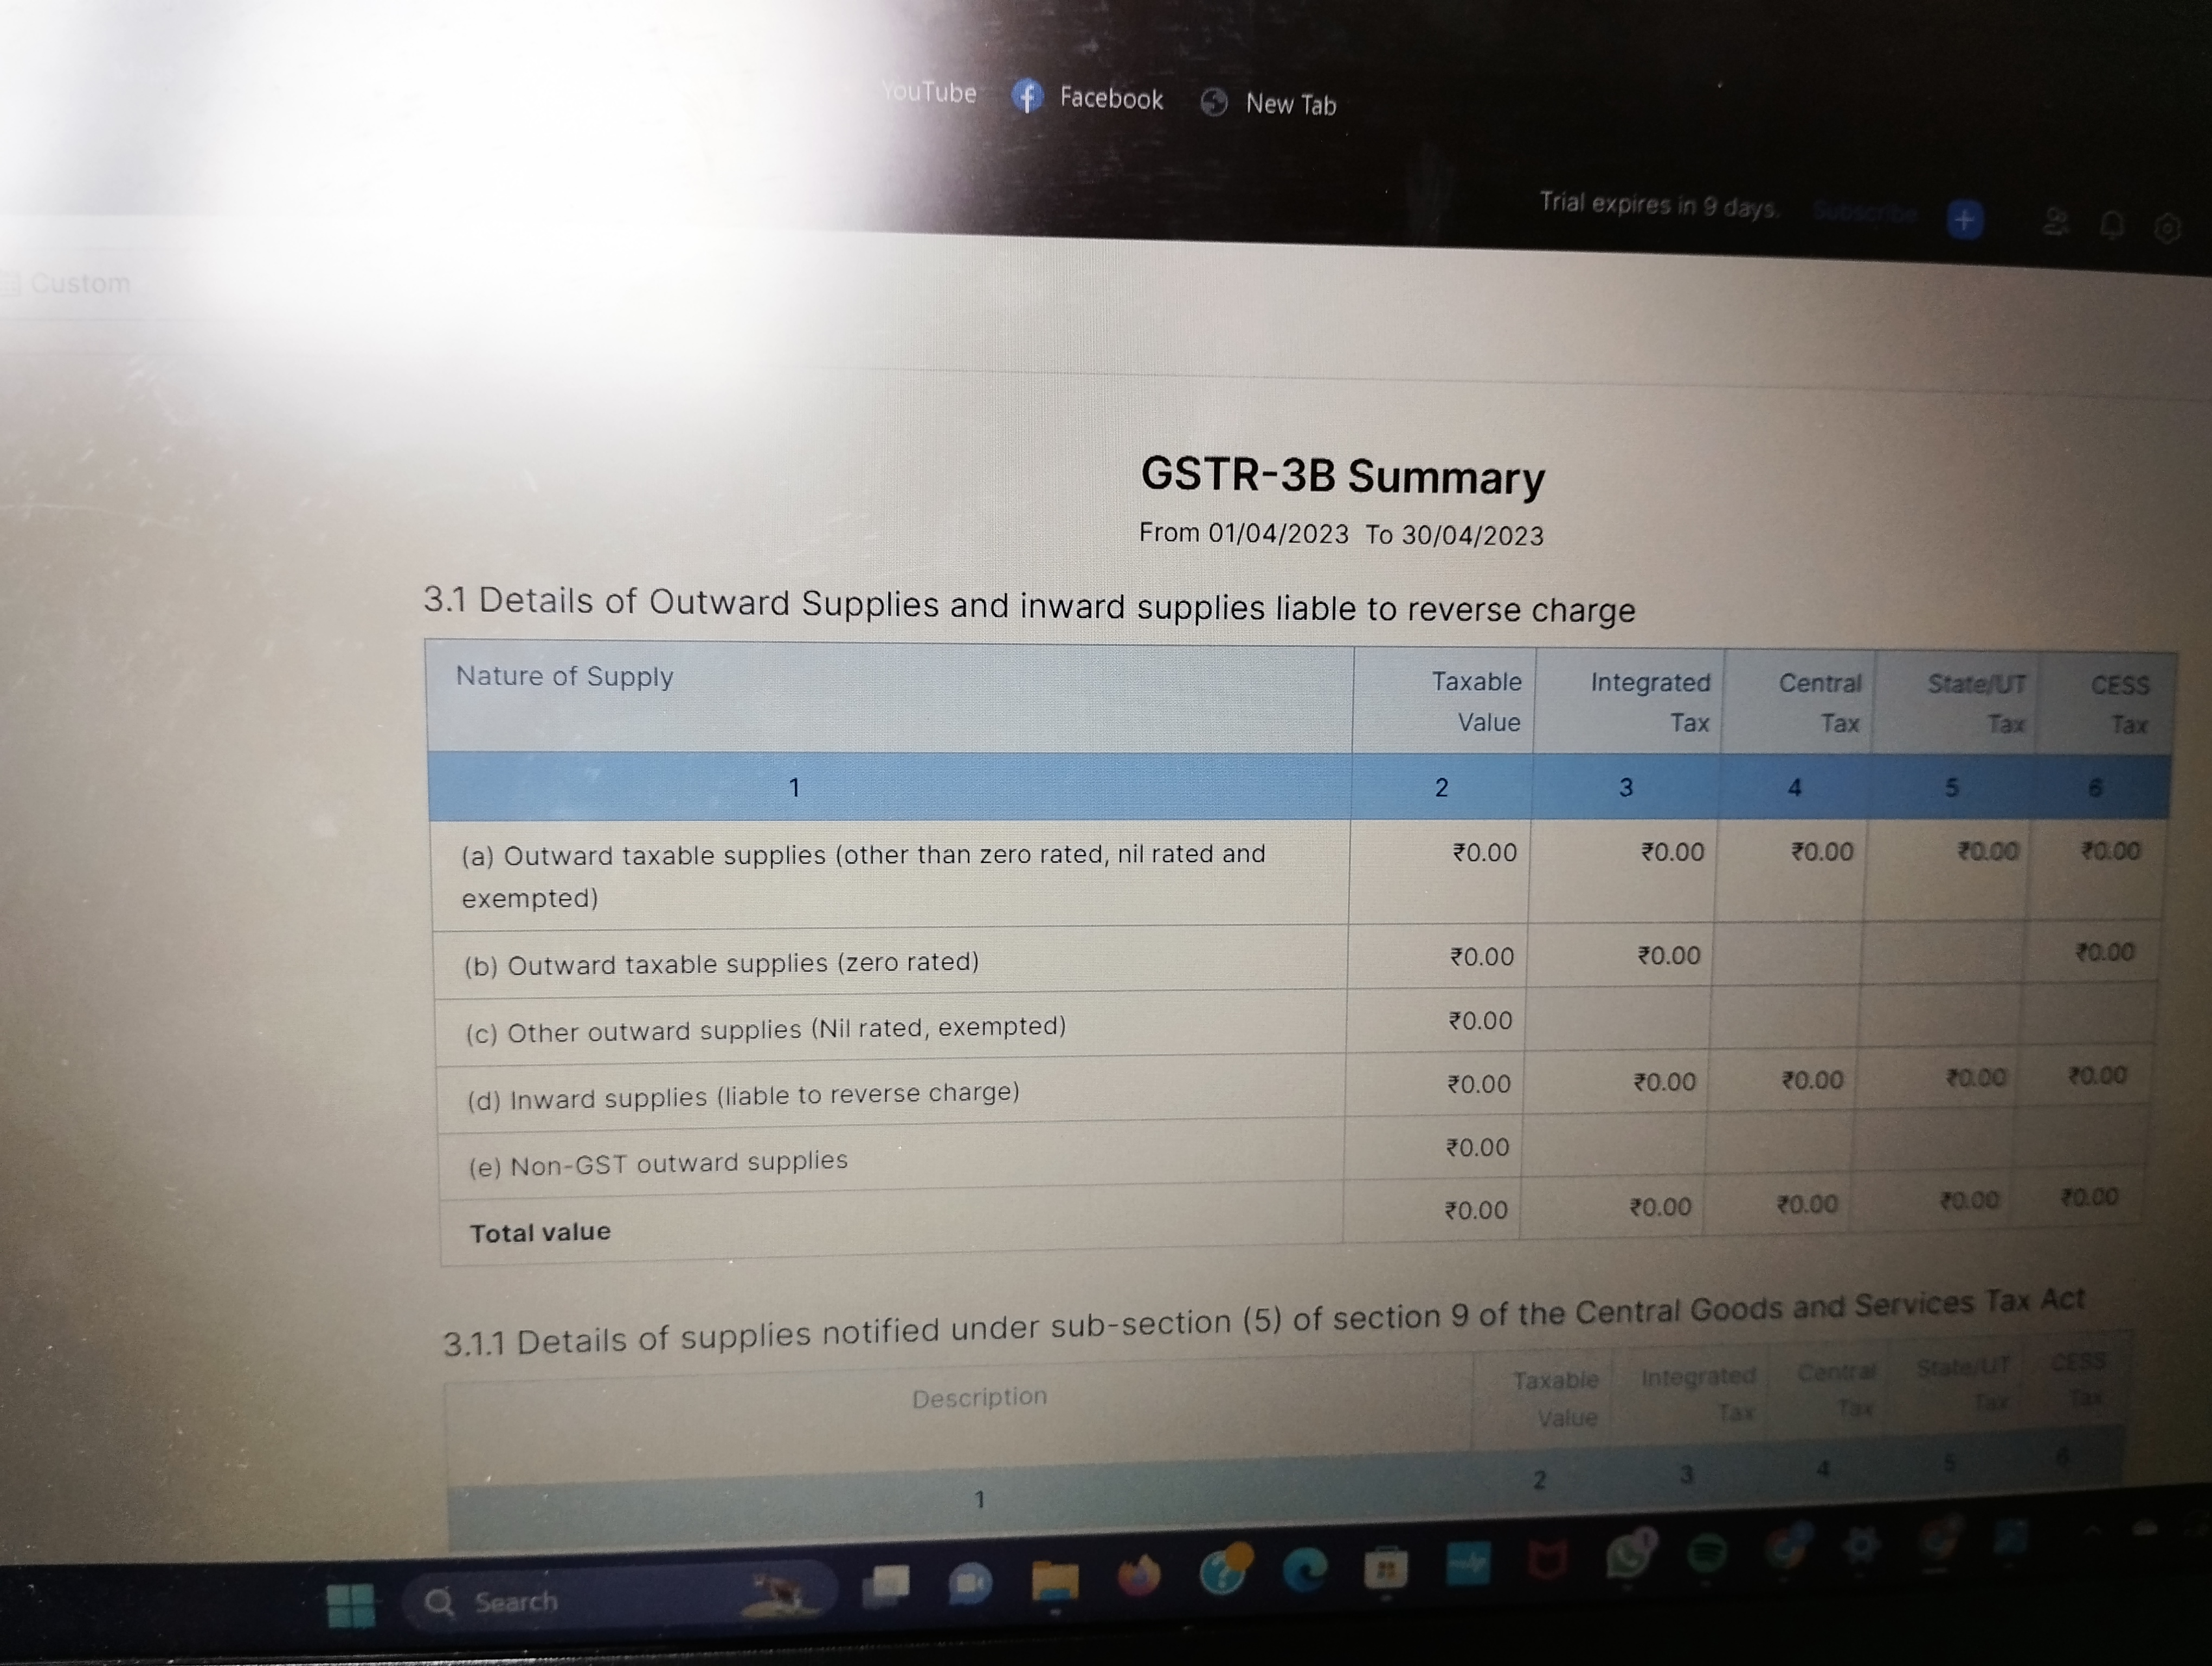 YouTube Facebook New Tab
Trial expires in 9 days. Subscribe
Custom
GSTR-3B Summary
From 01/04/2023 To 30/04/2023
3.1 Details of Outward Supplies and inward supplies liable to reverse charge
Nature of Supply Taxable Value Integrated Tax Central Tax State/UT Tax CESS Tax
1 2 3 4 5 6
(a) Outward taxable supplies (other than zero rated, nil rated and ₹0.00 ₹0.00 ₹0.00 ₹0.00 ₹0.00
exempted)
(b) Outward taxable supplies (zero rated) ₹0.00 ₹0.00 ₹0.00
(c) Other outward supplies (Nil rated, exempted) ₹0.00
(d) Inward supplies (liable to reverse charge) ₹0.00 ₹0.00 ₹0.00 ₹0.00 ₹0.00
(e) Non-GST outward supplies ₹0.00
Total value ₹0.00 ₹0.00 ₹0.00 ₹0.00 ₹0.00
3.1.1 Details of supplies notified under sub-section (5) of section 9 of the Central Goods and Services Tax Act
Description Taxable Value Integrated Tax Central Tax State/UT Tax CESS Tax
1 2 3 4 5 6
Search